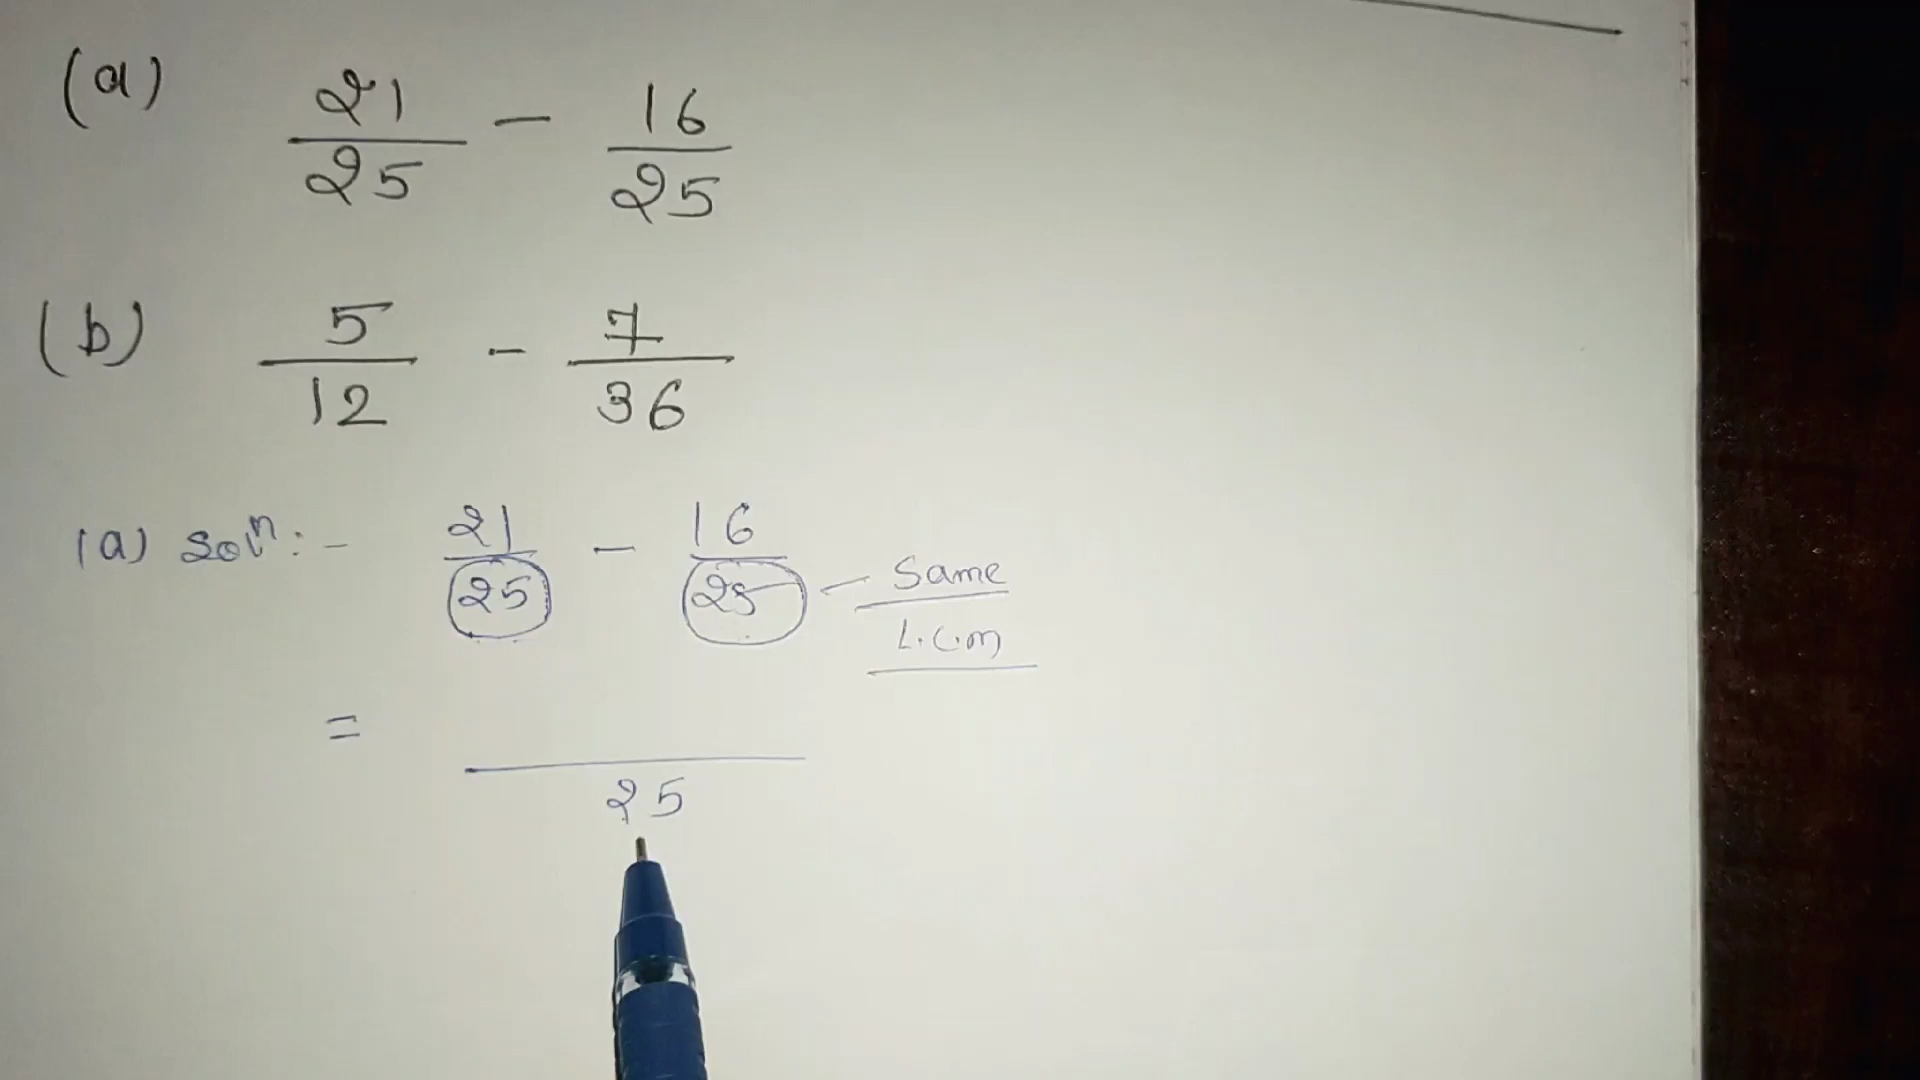 (a) 21/25 - 16/25
(b) 5/12 - 7/36
(a) Solⁿ:- 21/25 - 16/25 - Same
L.C.m
= /25